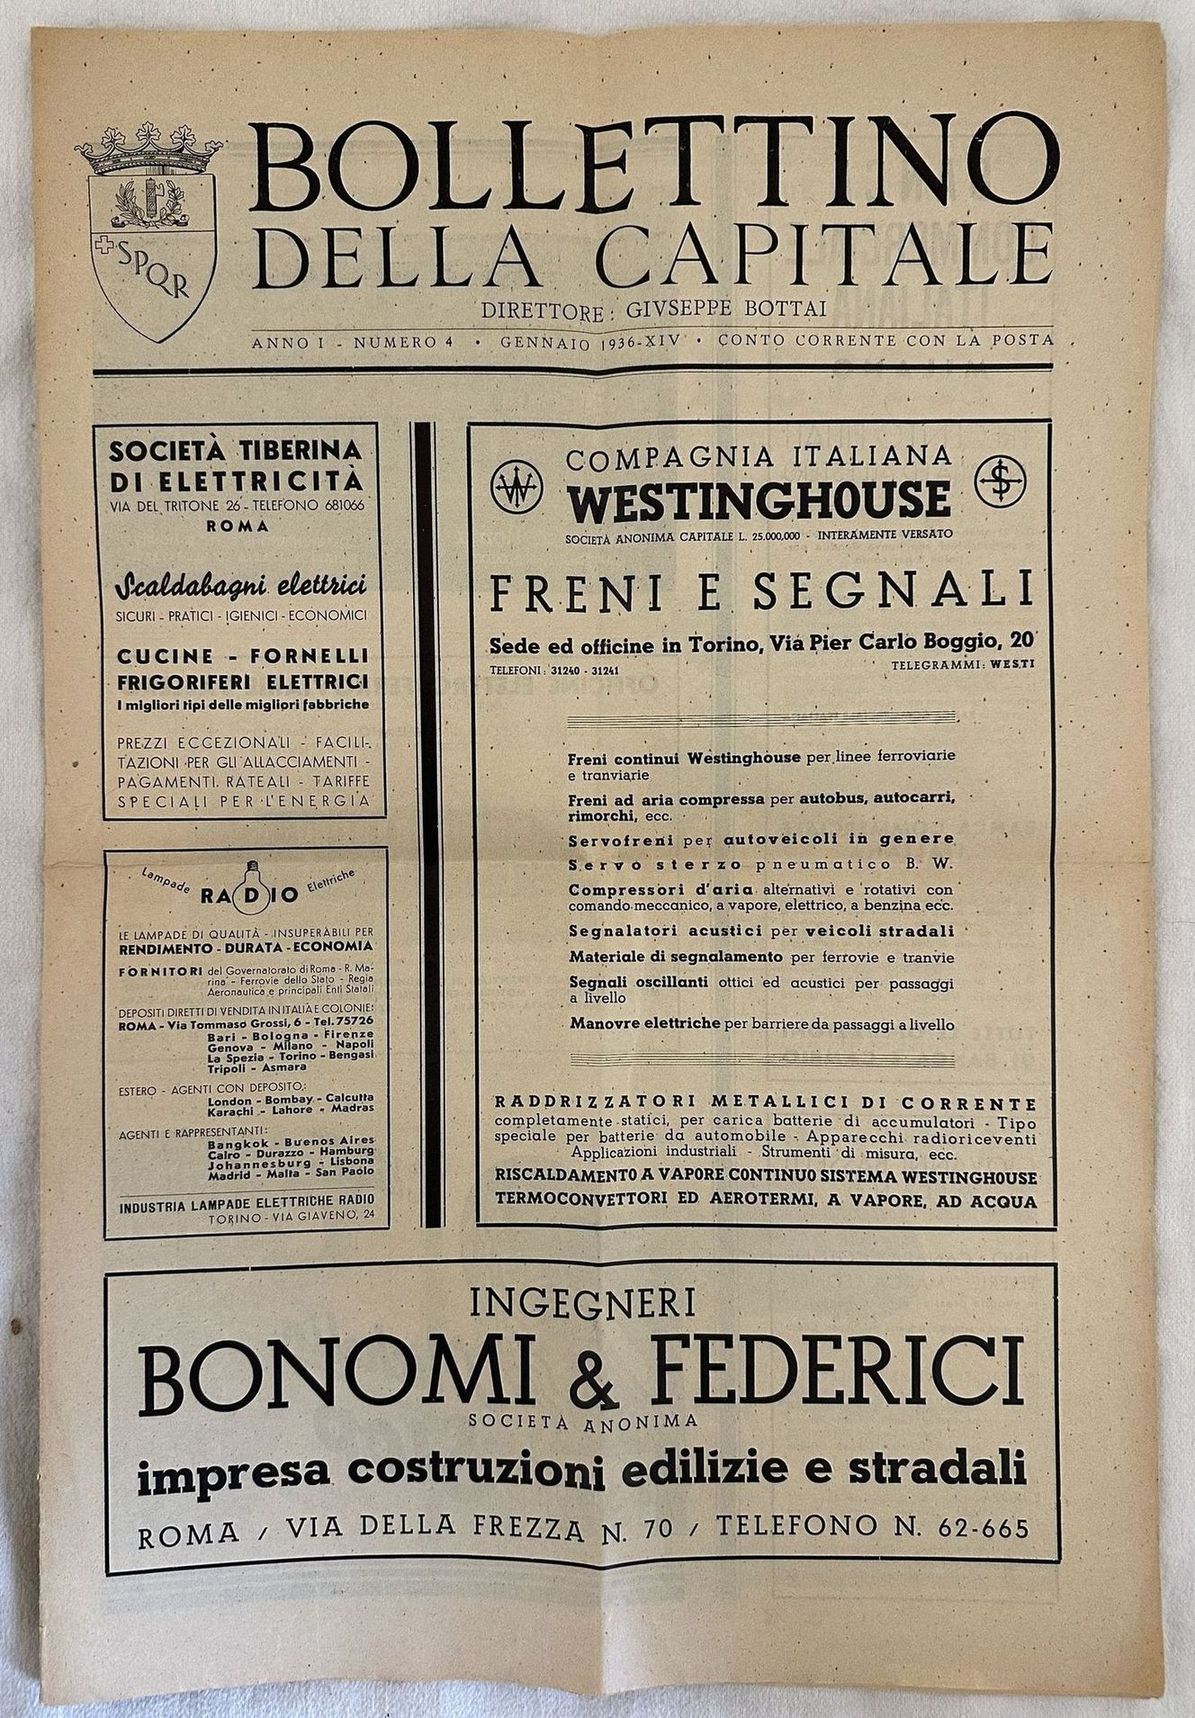 BOLLETTINO
DELLA CAPITALE
DIRETTORE: GIVSEPPE BOTTAI
ANNO I - NUMERO 4 • GENNAIO 1936-XIV • CONTO CORRENTE CON LA POSTA
SPQR
SOCIETÀ TIBERINA
DI ELETTRICITÀ
VIA DEL TRITONE 26 - TELEFONO 681066
ROMA
Scaldabagni elettrici
SICURI - PRATICI - IGIENICI - ECONOMICI
CUCINE - FORNELLI
FRIGORIFERI ELETTRICI
I migliori tipi delle migliori fabbriche
PREZZI ECCEZIONALI - FACILI-
TAZIONI PER GLI ALLACCIAMENTI -
PAGAMENTI RATEALI - TARIFFE
SPECIALI PER L'ENERGIA
Lampade RADIO Elettriche
LE LAMPADE DI QUALITÀ - INSUPERABILI PER
RENDIMENTO - DURATA - ECONOMIA
FORNITORI del Governatorato di Roma - R. Ma-
rina - Ferrovie dello Stato - Regia
Aeronautica e principali Enti Statali
DEPOSITI DIRETTI DI VENDITA IN ITALIA E COLONIE:
ROMA - Via Tommaso Grossi, 6 - Tel. 75726
Bari - Bologna - Firenze
Genova - Milano - Napoli
La Spezia - Torino - Bengasi
Tripoli - Asmara
ESTERO - AGENTI CON DEPOSITO:
London - Bombay - Calcutta
Karachi - Lahore - Madras
AGENTI E RAPPRESENTANTI:
Bangkok - Buenos Aires
Cairo - Durazzo - Hamburg
Johannesburg - Lisbona
Madrid - Malta - San Paolo
INDUSTRIA LAMPADE ELETTRICHE RADIO
TORINO - VIA GIAVENO, 24
COMPAGNIA ITALIANA
WESTINGHOUSE
SOCIETÀ ANONIMA CAPITALE L. 25.000.000 - INTERAMENTE VERSATO
FRENI E SEGNALI
Sede ed officine in Torino, Via Pier Carlo Boggio, 20
TELEFONI: 31240 - 31241 TELEGRAMMI: WESTI
Freni continui Westinghouse per linee ferroviarie
e tranviarie
Freni ad aria compressa per autobus, autocarri,
rimorchi, ecc.
Servofreni per autoveicoli in genere
Servo sterzo pneumatico B. W.
Compressori d'aria alternativi e rotativi con
comando meccanico, a vapore, elettrico, a benzina ecc.
Segnalatori acustici per veicoli stradali
Materiale di segnalamento per ferrovie e tranvie
Segnali oscillanti ottici ed acustici per passaggi
a livello
Manovre elettriche per barriere da passaggi a livello
RADDRIZZATORI METALLICI DI CORRENTE
completamente statici, per carica batterie di accumulatori - Tipo
speciale per batterie da automobile - Apparecchi radioriceventi
Applicazioni industriali - Strumenti di misura, ecc.
RISCALDAMENTO A VAPORE CONTINUO SISTEMA WESTINGHOUSE
TERMOCONVETTORI ED AEROTERMI, A VAPORE, AD ACQUA
INGEGNERI
BONOMI & FEDERICI
SOCIETÀ ANONIMA
impresa costruzioni edilizie e stradali
ROMA / VIA DELLA FREZZA N. 70 / TELEFONO N. 62-665